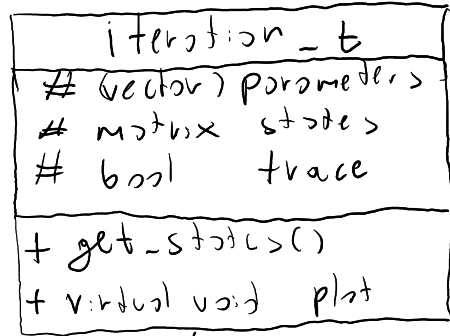 iteration_t
# (vector) parameters
# matrix states
# bool trace
+ get_states()
+ virtual void plot